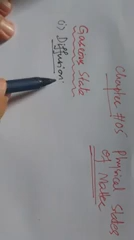 Chapter #05 Physical States
of Matter
Gaseous State
(i) Diffusion: